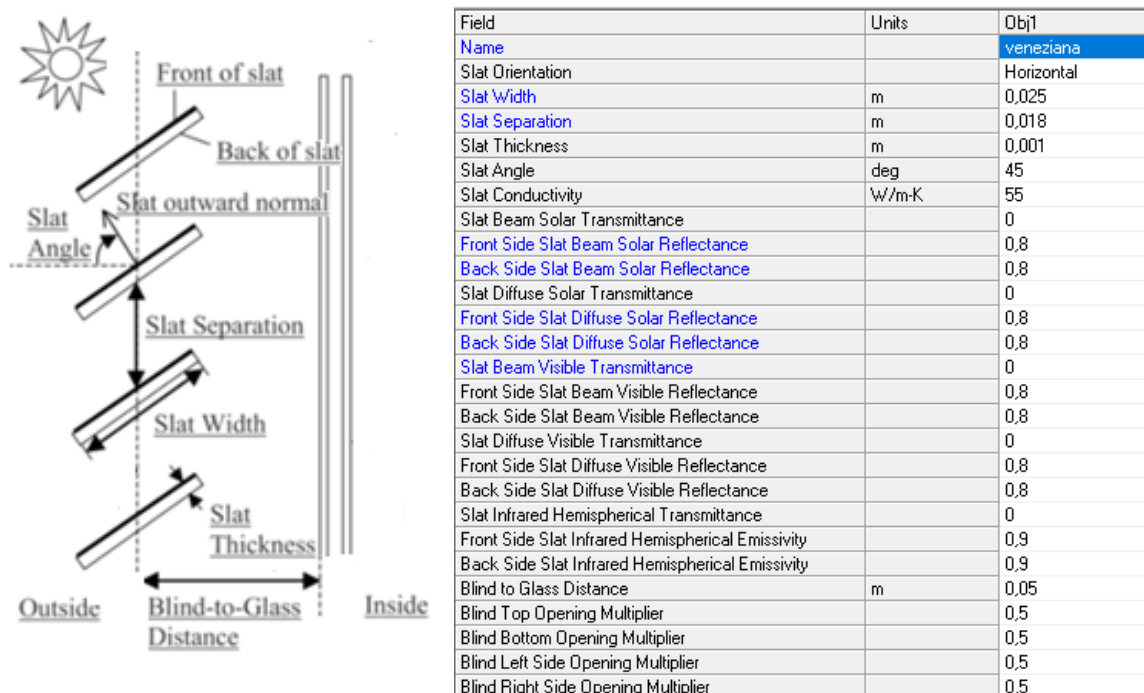 Front of slat
Back of slat
Slat outward normal
Slat
Angle
Slat Separation
Slat Width
Slat
Thickness
Outside
Blind-to-Glass
Distance
Inside
Field Units Obj1
Name veneziana
Slat Orientation Horizontal
Slat Width m 0,025
Slat Separation m 0,018
Slat Thickness m 0,001
Slat Angle deg 45
Slat Conductivity W/m-K 55
Slat Beam Solar Transmittance 0
Front Side Slat Beam Solar Reflectance 0,8
Back Side Slat Beam Solar Reflectance 0,8
Slat Diffuse Solar Transmittance 0
Front Side Slat Diffuse Solar Reflectance 0,8
Back Side Slat Diffuse Solar Reflectance 0,8
Slat Beam Visible Transmittance 0
Front Side Slat Beam Visible Reflectance 0,8
Back Side Slat Beam Visible Reflectance 0,8
Slat Diffuse Visible Transmittance 0
Front Side Slat Diffuse Visible Reflectance 0,8
Back Side Slat Diffuse Visible Reflectance 0,8
Slat Infrared Hemispherical Transmittance 0
Front Side Slat Infrared Hemispherical Emissivity 0,9
Back Side Slat Infrared Hemispherical Emissivity 0,9
Blind to Glass Distance m 0,05
Blind Top Opening Multiplier 0,5
Blind Bottom Opening Multiplier 0,5
Blind Left Side Opening Multiplier 0,5
Blind Right Side Opening Multiplier 0,5